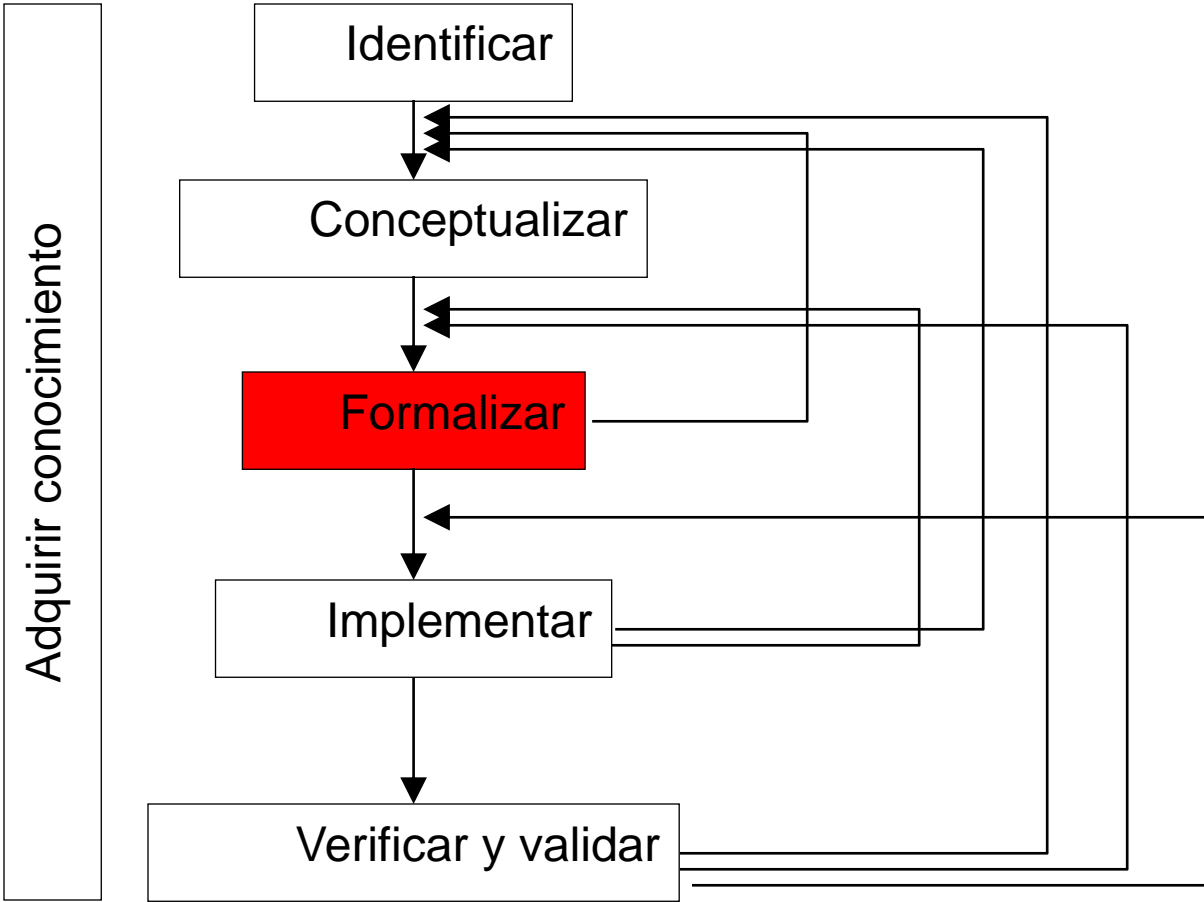 Adquirir conocimiento
Identificar
Conceptualizar
Formalizar
Implementar
Verificar y validar